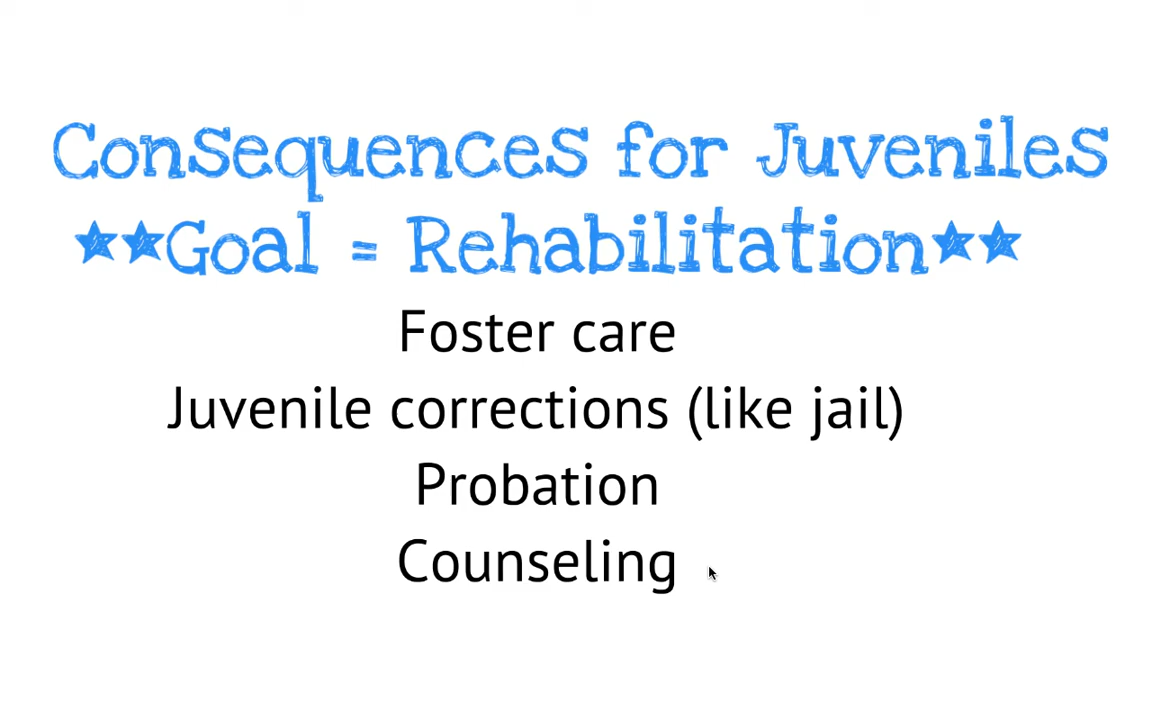 Consequences for Juveniles
**Goal = Rehabilitation**
Foster care
Juvenile corrections (like jail)
Probation
Counseling